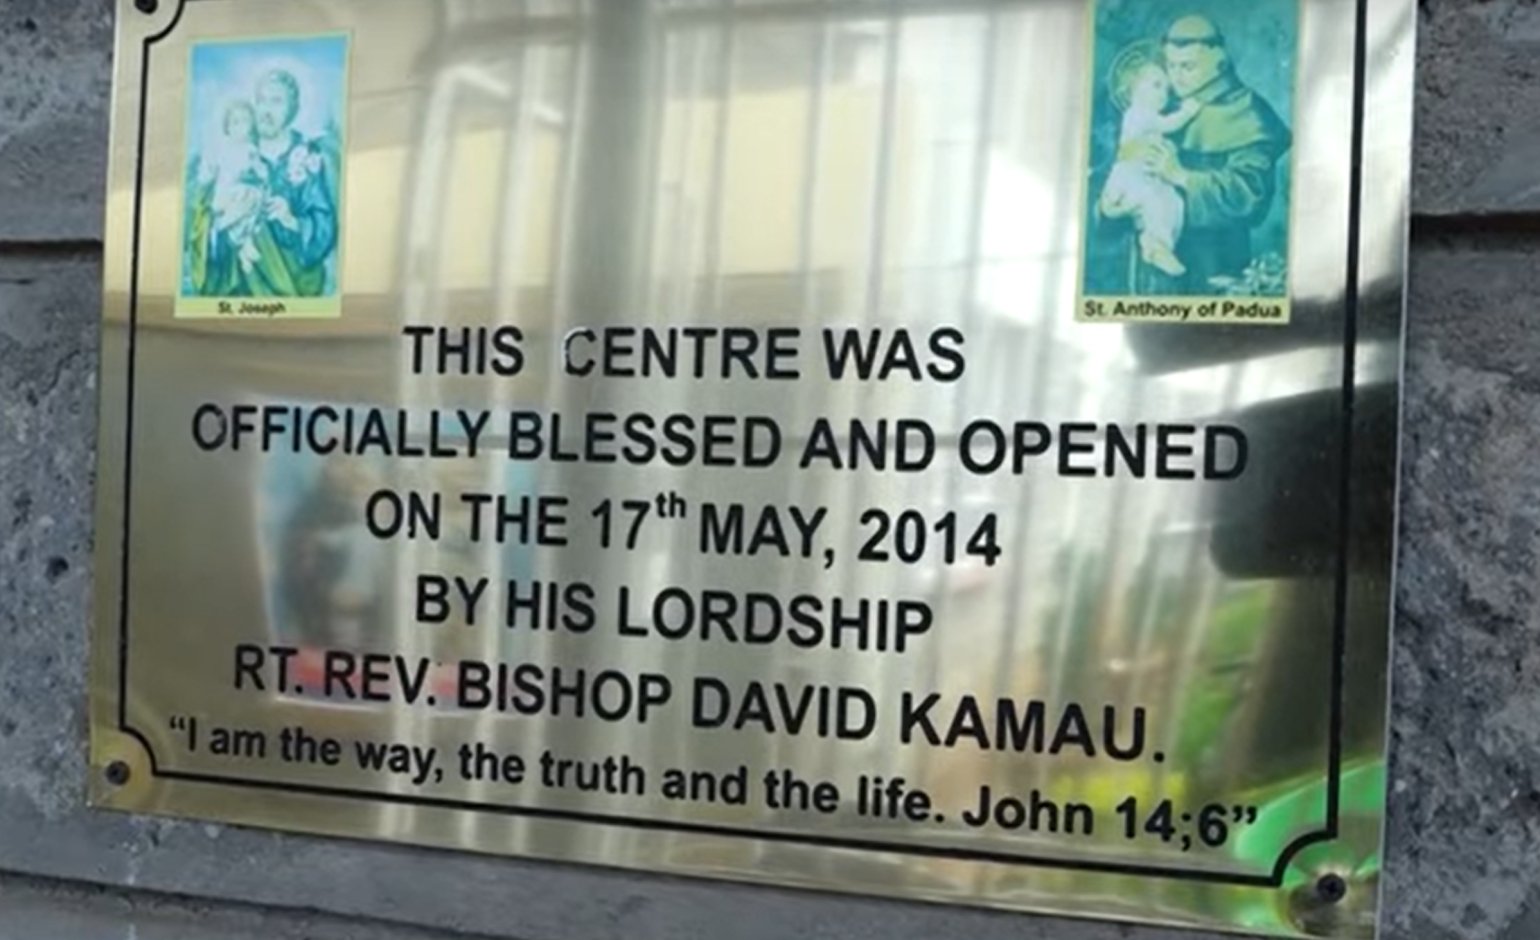 St. Joseph
St. Anthony of Padua
THIS CENTRE WAS
OFFICIALLY BLESSED AND OPENED
ON THE 17th MAY, 2014
BY HIS LORDSHIP
RT. REV. BISHOP DAVID KAMAU.
“I am the way, the truth and the life. John 14;6”